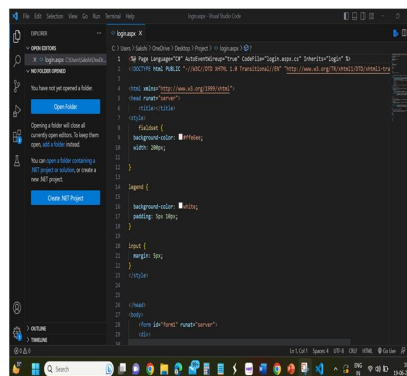 File Edit Selection View Go Run Terminal Help
login.aspx - Visual Studio Code
EXPLORER
OPEN EDITORS
login.aspx C:\Users\Sakshi\OneDr...
NO FOLDER OPENED
You have not yet opened a folder.
Open Folder
Opening a folder will close all
currently open editors. To keep them
open, add a folder instead.
You can open a folder containing a
.NET project or solution, or create a
new .NET project.
Create .NET Project
OUTLINE
TIMELINE
login.aspx X
C: > Users > Sakshi > OneDrive > Desktop > Project > login.aspx > ?
1 <%@ Page Language="C#" AutoEventWireup="true" CodeFile="login.aspx.cs" Inherits="login" %>
2 <!DOCTYPE html PUBLIC "-//W3C//DTD XHTML 1.0 Transitional//EN" "http://www.w3.org/TR/xhtml1/DTD/xhtml1-tra
3
4 <html xmlns="http://www.w3.org/1999/xhtml">
5 <head runat="server">
6 <title></title>
7 <style>
8 fieldset {
9 background-color: #ffe6ee;
10 width: 200px;
11
12 }
13
14 legend {
15
16 background-color: white;
17 padding: 5px 10px;
18 }
19
20 input {
21 margin: 5px;
22 }
23 </style>
24
25
26 </head>
27 <body>
28 <form id="form1" runat="server">
29 <div>
30
0 0
Ln 1, Col 1 Spaces: 4 UTF-8 CRLF HTML Go Live
Search
ENG
IN